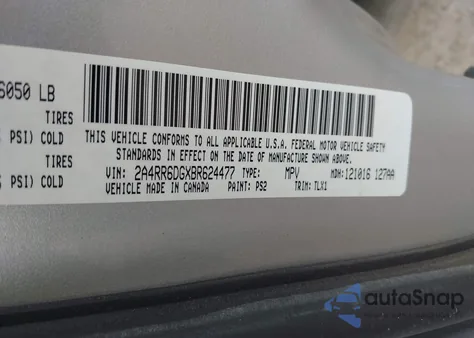 6050 LB
TIRES
PSI) COLD
TIRES
PSI) COLD
THIS VEHICLE CONFORMS TO ALL APPLICABLE U.S.A. FEDERAL MOTOR VEHICLE SAFETY
STANDARDS IN EFFECT ON THE DATE OF MANUFACTURE SHOWN ABOVE.
VIN: 2A4RR6DGXBR624477 TYPE: MPV MDH: 121016 127AA
VEHICLE MADE IN CANADA PAINT: PS2 TRIM: TLX1
autoSnap